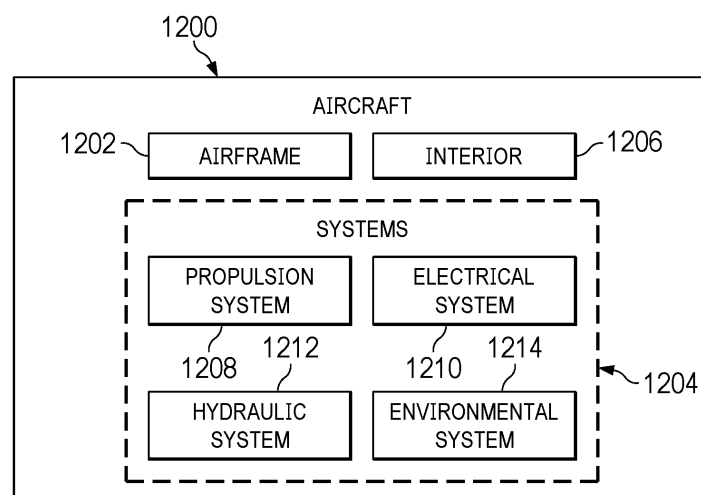 1200
AIRCRAFT
1202
AIRFRAME
INTERIOR
1206
SYSTEMS
PROPULSION
SYSTEM
ELECTRICAL
SYSTEM
1208
1212
1210
1214
1204
HYDRAULIC
SYSTEM
ENVIRONMENTAL
SYSTEM